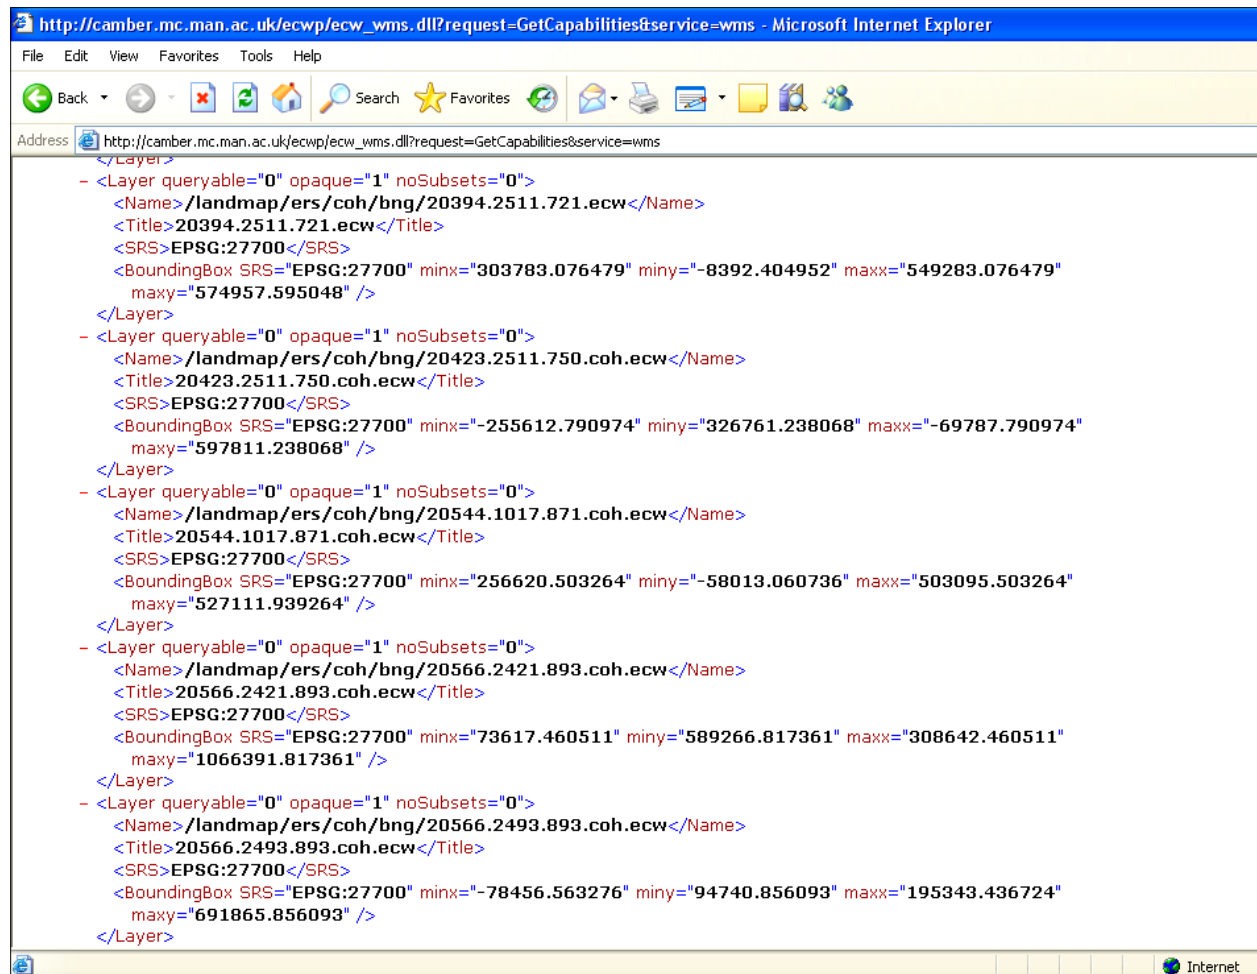 http://camber.mc.man.ac.uk/ecwp/ecw_wms.dll?request=GetCapabilities&service=wms - Microsoft Internet Explorer
File Edit View Favorites Tools Help
Back Search Favorites
Address http://camber.mc.man.ac.uk/ecwp/ecw_wms.dll?request=GetCapabilities&service=wms
</Layer>
- <Layer queryable="0" opaque="1" noSubsets="0">
<Name>/landmap/ers/coh/bng/20394.2511.721.ecw</Name>
<Title>20394.2511.721.ecw</Title>
<SRS>EPSG:27700</SRS>
<BoundingBox SRS="EPSG:27700" minx="303783.076479" miny="-8392.404952" maxx="549283.076479"
maxy="574957.595048" />
</Layer>
- <Layer queryable="0" opaque="1" noSubsets="0">
<Name>/landmap/ers/coh/bng/20423.2511.750.coh.ecw</Name>
<Title>20423.2511.750.coh.ecw</Title>
<SRS>EPSG:27700</SRS>
<BoundingBox SRS="EPSG:27700" minx="-255612.790974" miny="326761.238068" maxx="-69787.790974"
maxy="597811.238068" />
</Layer>
- <Layer queryable="0" opaque="1" noSubsets="0">
<Name>/landmap/ers/coh/bng/20544.1017.871.coh.ecw</Name>
<Title>20544.1017.871.coh.ecw</Title>
<SRS>EPSG:27700</SRS>
<BoundingBox SRS="EPSG:27700" minx="256620.503264" miny="-58013.060736" maxx="503095.503264"
maxy="527111.939264" />
</Layer>
- <Layer queryable="0" opaque="1" noSubsets="0">
<Name>/landmap/ers/coh/bng/20566.2421.893.coh.ecw</Name>
<Title>20566.2421.893.coh.ecw</Title>
<SRS>EPSG:27700</SRS>
<BoundingBox SRS="EPSG:27700" minx="73617.460511" miny="589266.817361" maxx="308642.460511"
maxy="1066391.817361" />
</Layer>
- <Layer queryable="0" opaque="1" noSubsets="0">
<Name>/landmap/ers/coh/bng/20566.2493.893.coh.ecw</Name>
<Title>20566.2493.893.coh.ecw</Title>
<SRS>EPSG:27700</SRS>
<BoundingBox SRS="EPSG:27700" minx="-78456.563276" miny="94740.856093" maxx="195343.436724"
maxy="691865.856093" />
</Layer>
Internet